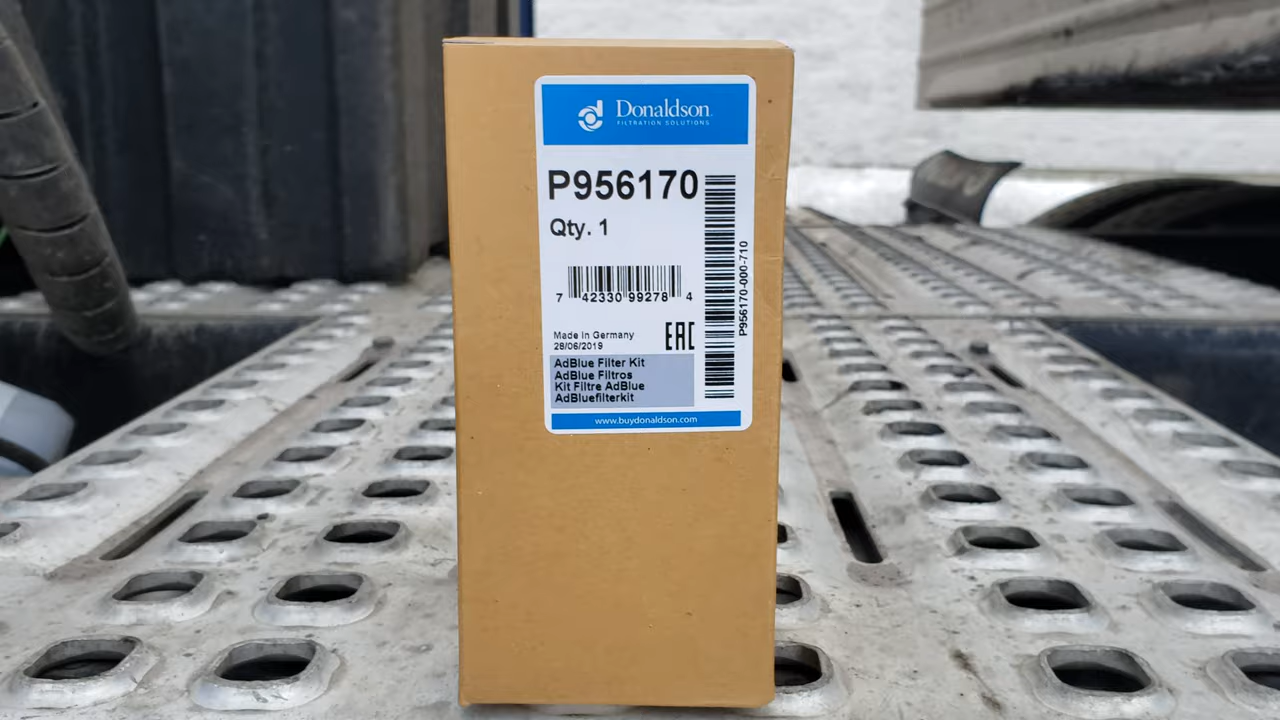 Donaldson
FILTRATION SOLUTIONS
P956170
Qty. 1
7 42330 99278 4
P956170-000-710
Made in Germany
28/06/2019
EAC
AdBlue Filter Kit
AdBlue Filtros
Kit Filtre AdBlue
AdBluefilterkit
www.buydonaldson.com